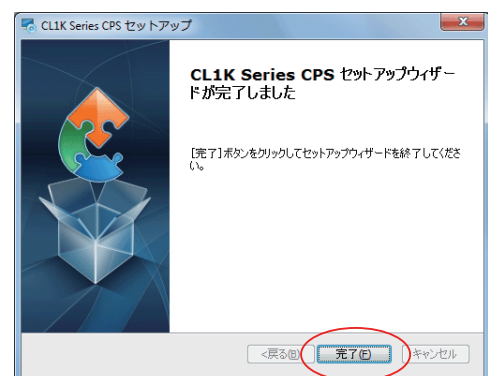 CL1K Series CPS セットアップ
CL1K Series CPS セットアップウィザー
ドが完了しました
[完了]ボタンをクリックしてセットアップウィザードを終了してくださ
い。
<戻る(B)
完了(F)
キャンセル